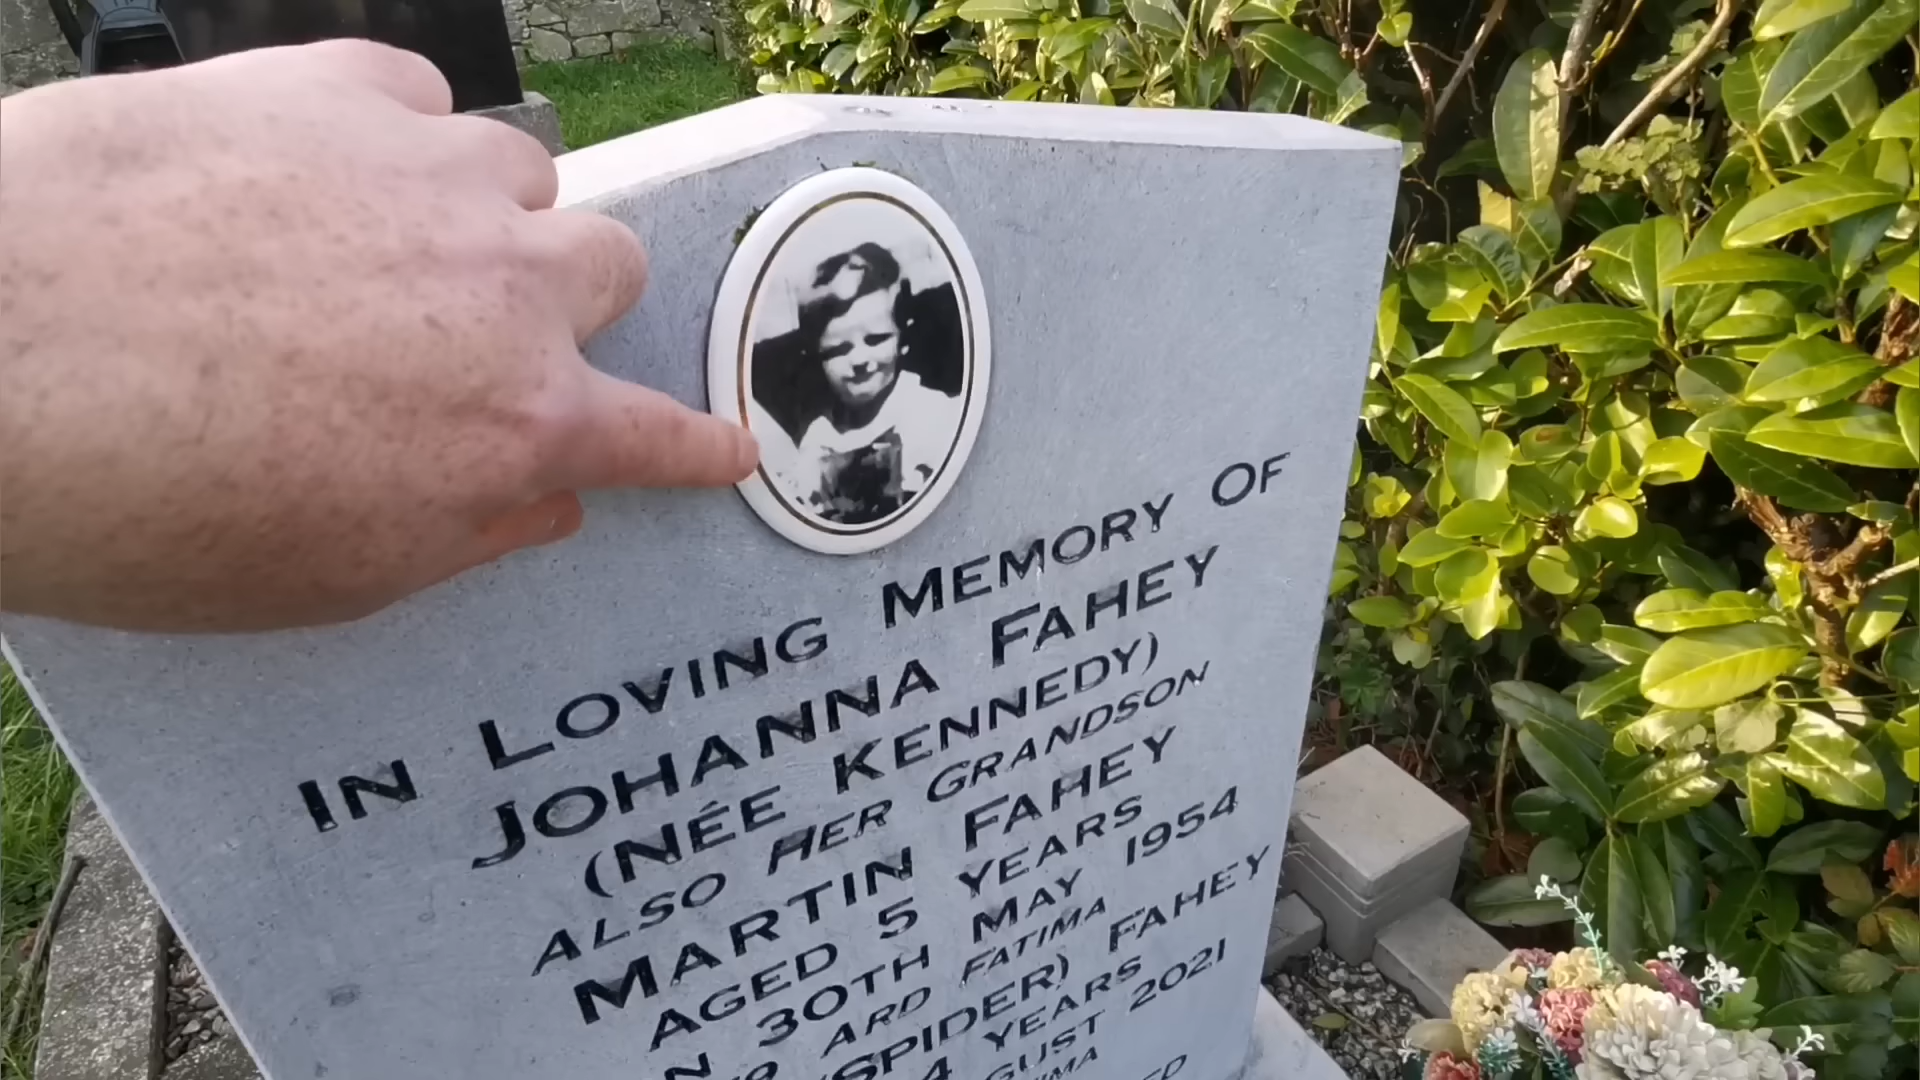 IN LOVING MEMORY OF
JOHANNA FAHEY
(NÉE KENNEDY)
ALSO HER GRANDSON
MARTIN FAHEY
AGED 5 YEARS
30TH MAY 1954
ARD FATIMA
(SPIDER) FAHEY
4 YEARS
2021